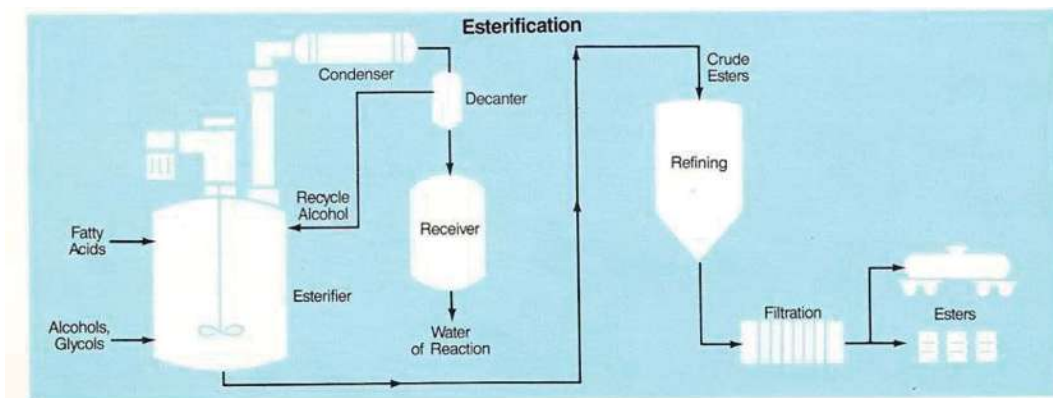 Esterification
Condenser
Decanter
Crude
Esters
Refining
Recycle
Alcohol
Receiver
Fatty
Acids
Esterifier
Alcohols,
Glycols
Water
of Reaction
Filtration
Esters